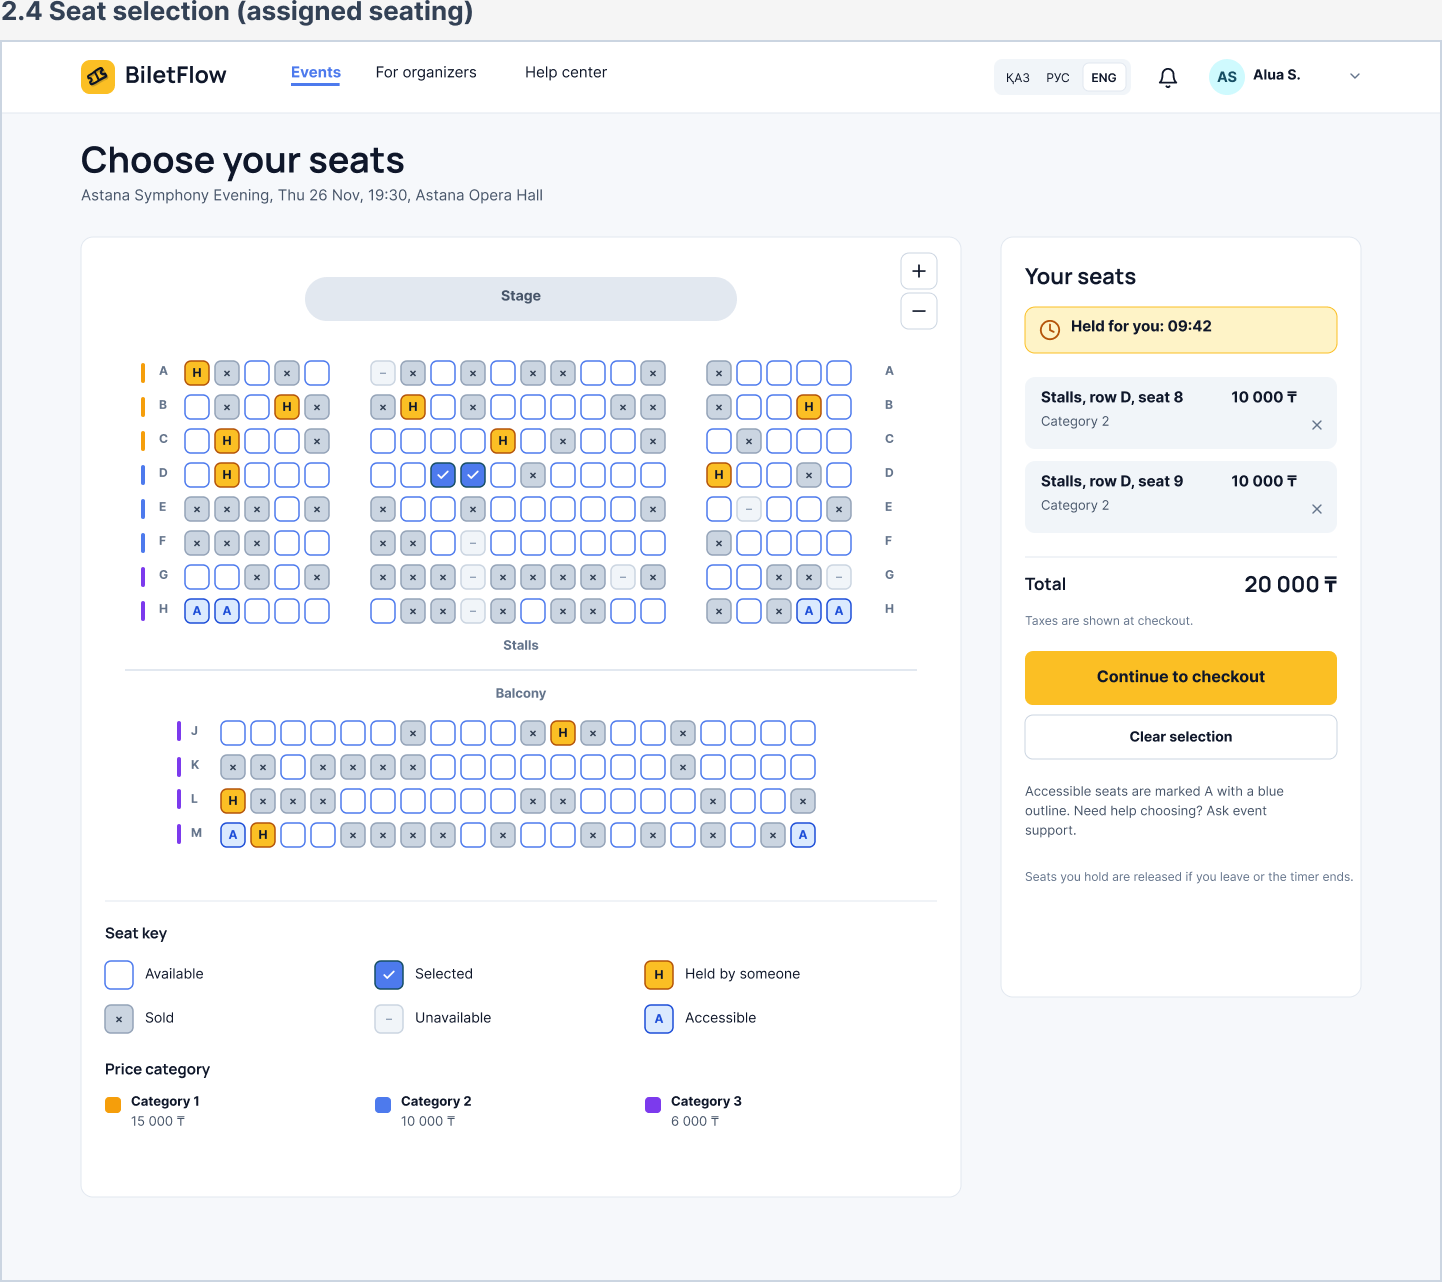 2.4 Seat selection (assigned seating)
BiletFlow
Events For organizers Help center
ҚАЗ РУС ENG
AS Alua S.
Choose your seats
Astana Symphony Evening, Thu 26 Nov, 19:30, Astana Opera Hall
+
−
Stage
A H × × − × × × × × × A
B × H × × H × × × × H B
C H × H × × × C
D H × H × D
E × × × × × × × − × E
F × × × × × − × F
G × × × × × − × × × × − × × × − G
H A A × × − × × × × × A A H
Stalls
Balcony
J × × H × × J
K × × × × × × ×
L H × × × × × × ×
M A H × × × × × × × × × A
Seat key
Available Selected H Held by someone
× Sold − Unavailable A Accessible
Price category
Category 1 Category 2 Category 3
15 000 ₸ 10 000 ₸ 6 000 ₸
Your seats
Held for you: 09:42
Stalls, row D, seat 8 10 000 ₸
Category 2 ×
Stalls, row D, seat 9 10 000 ₸
Category 2 ×
Total 20 000 ₸
Taxes are shown at checkout.
Continue to checkout
Clear selection
Accessible seats are marked A with a blue
outline. Need help choosing? Ask event
support.
Seats you hold are released if you leave or the timer ends.